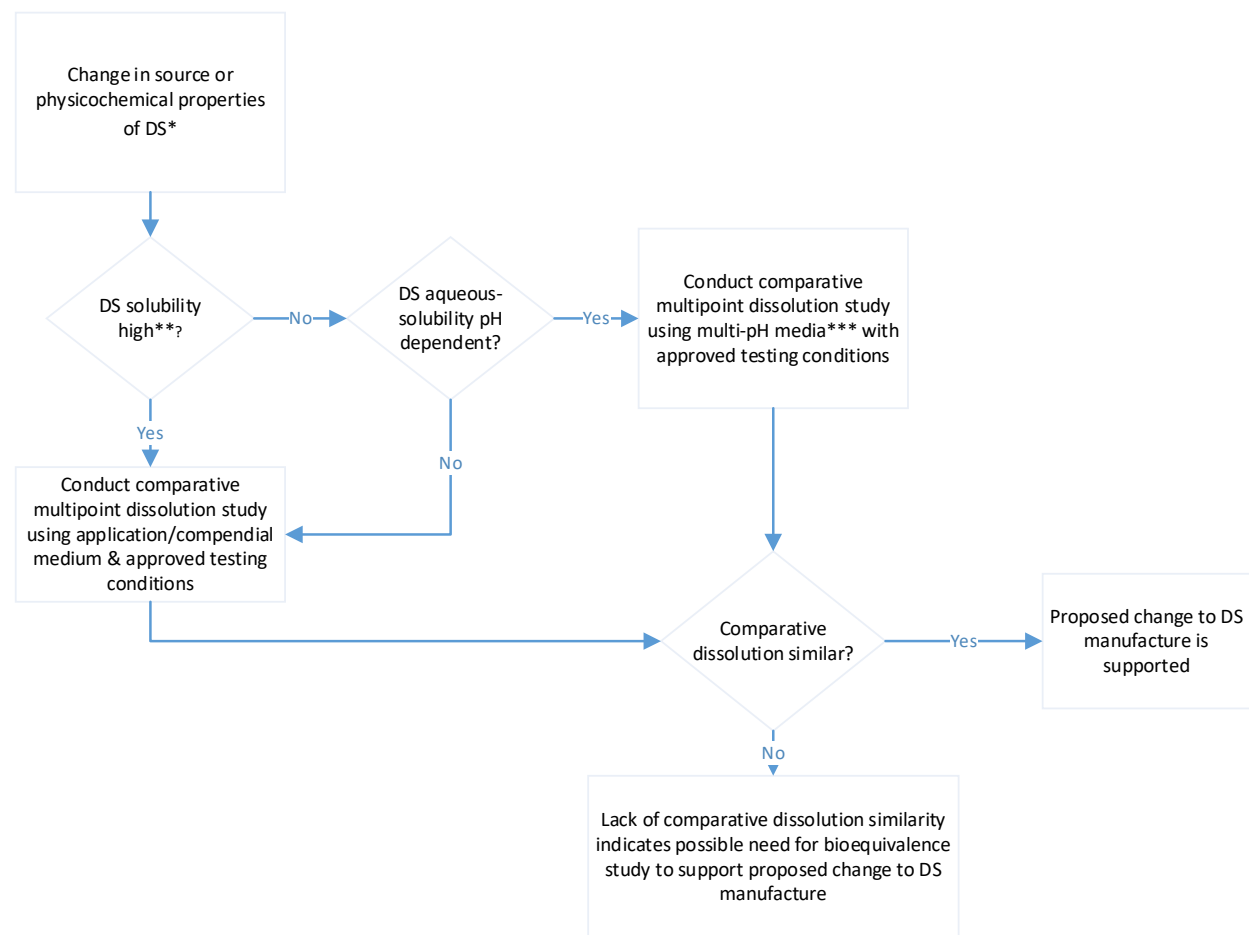 Change in source or
physicochemical properties
of DS*
DS solubility
high**?
No
DS aqueous-
solubility pH
dependent?
Yes
Conduct comparative
multipoint dissolution study
using multi-pH media*** with
approved testing conditions
Yes
No
Conduct comparative
multipoint dissolution study
using application/compendial
medium & approved testing
conditions
Comparative
dissolution similar?
Yes
Proposed change to DS
manufacture is
supported
No
Lack of comparative dissolution similarity
indicates possible need for bioequivalence
study to support proposed change to DS
manufacture